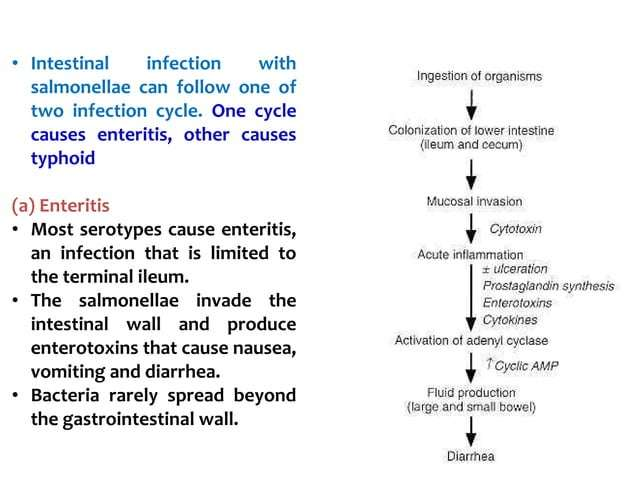 • Intestinal infection with
salmonellae can follow one of
two infection cycle. One cycle
causes enteritis, other causes
typhoid
(a) Enteritis
• Most serotypes cause enteritis,
an infection that is limited to
the terminal ileum.
• The salmonellae invade the
intestinal wall and produce
enterotoxins that cause nausea,
vomiting and diarrhea.
• Bacteria rarely spread beyond
the gastrointestinal wall.
Ingestion of organisms
Colonization of lower intestine
(ileum and cecum)
Mucosal invasion
Cytotoxin
Acute inflammation
± ulceration
Prostaglandin synthesis
Enterotoxins
Cytokines
Activation of adenyl cyclase
↑ Cyclic AMP
Fluid production
(large and small bowel)
Diarrhea